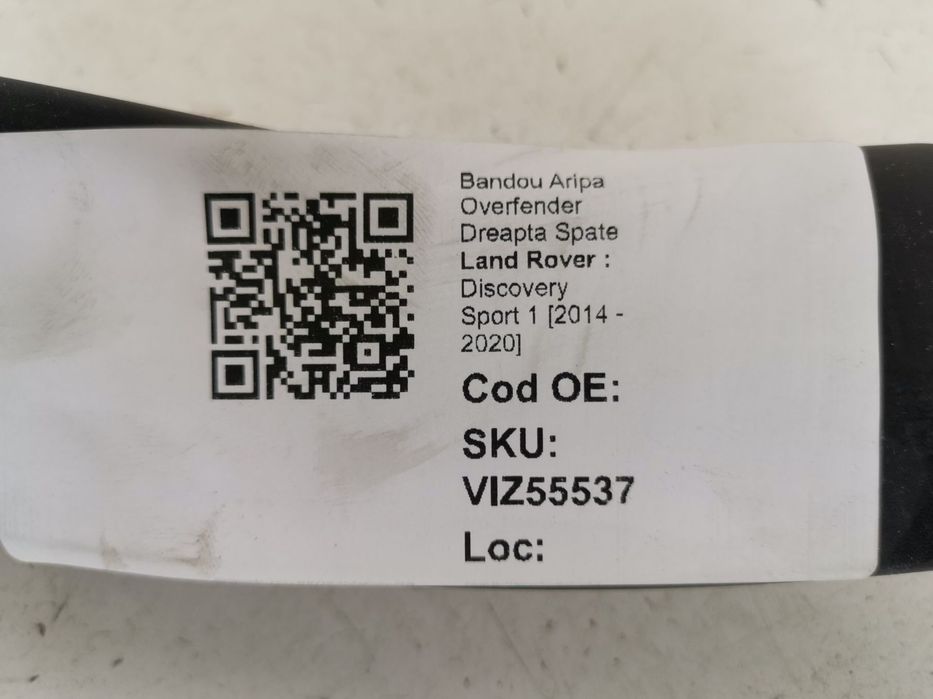 Bandou Aripa
Overfender
Dreapta Spate
Land Rover :
Discovery
Sport 1 [2014 -
2020]
Cod OE:
SKU:
VIZ55537
Loc: